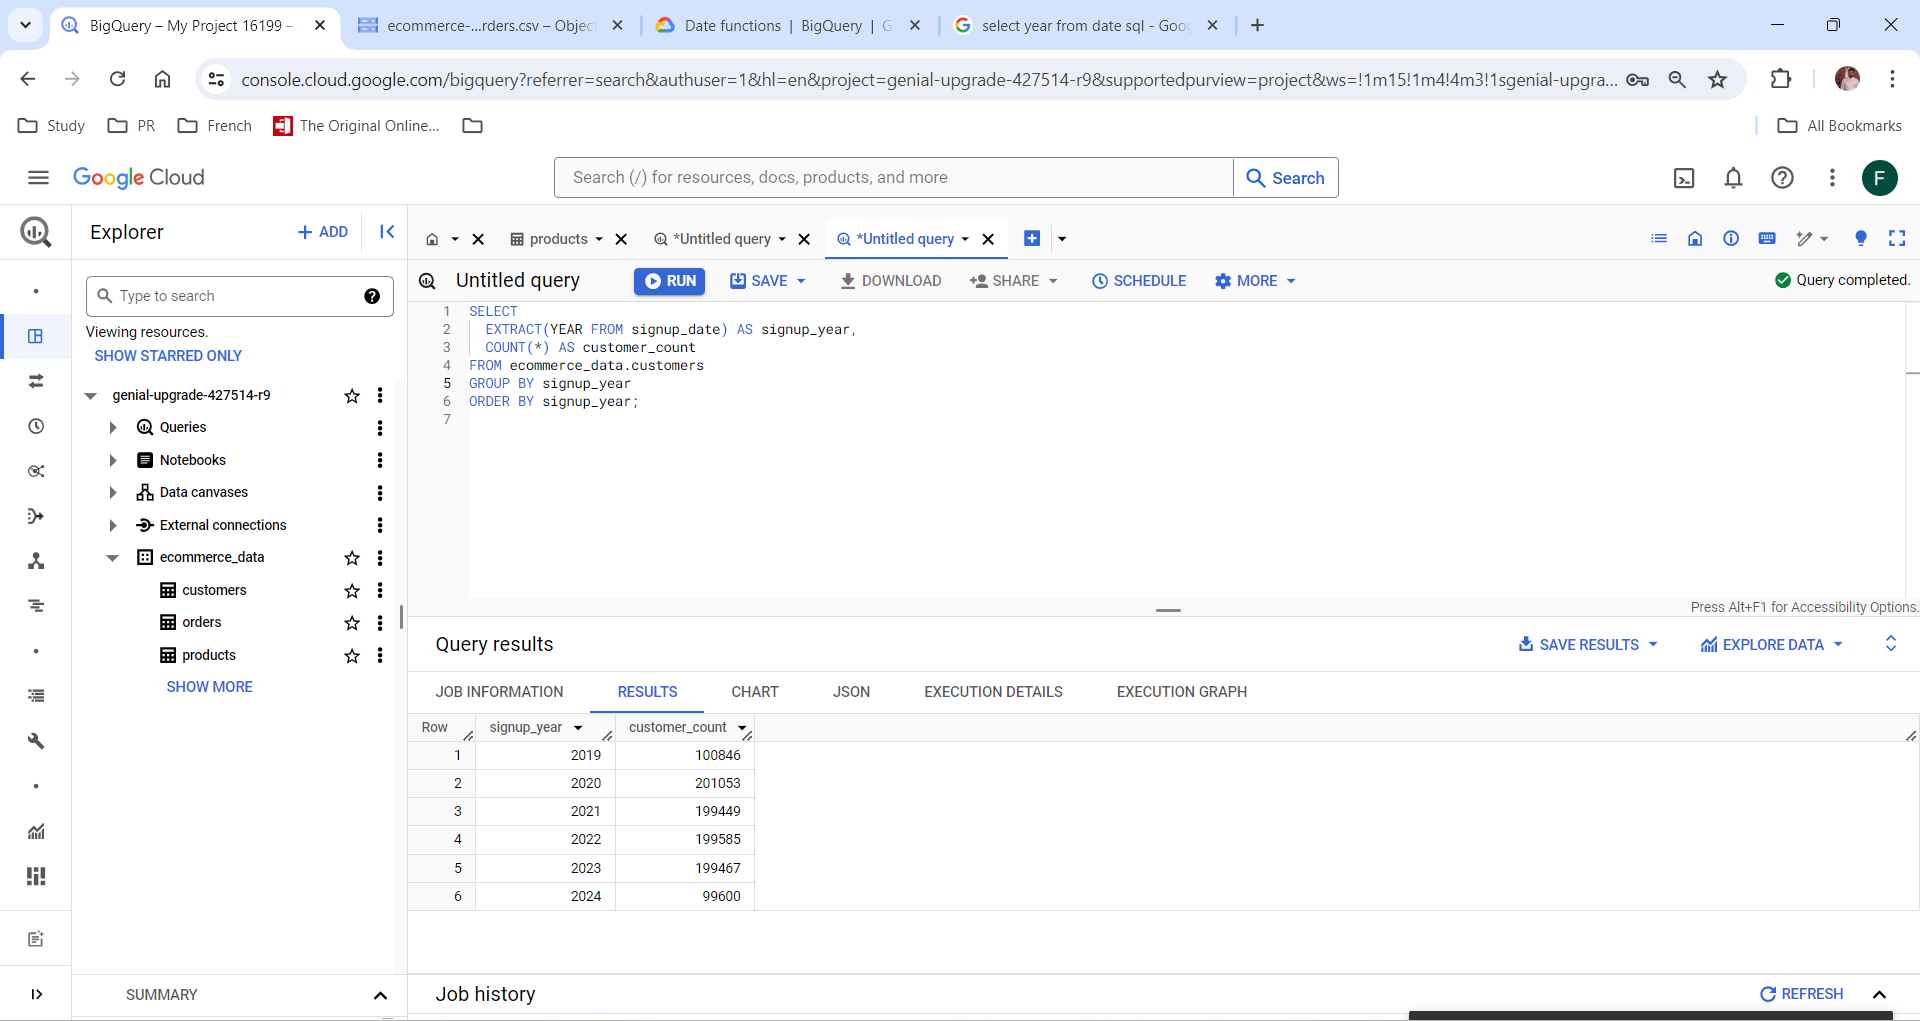 BigQuery – My Project 16199 –
ecommerce-...rders.csv – Object
Date functions | BigQuery | G
select year from date sql - Goog
console.cloud.google.com/bigquery?referrer=search&authuser=1&hl=en&project=genial-upgrade-427514-r9&supportedpurview=project&ws=!1m15!1m4!4m3!1sgenial-upgra...
Study
PR
French
The Original Online...
All Bookmarks
Google Cloud
Search (/) for resources, docs, products, and more
Search
F
Explorer
+ ADD
products
*Untitled query
*Untitled query
Untitled query
RUN
SAVE
DOWNLOAD
SHARE
SCHEDULE
MORE
Query completed.
Type to search
Viewing resources.
SHOW STARRED ONLY
genial-upgrade-427514-r9
Queries
Notebooks
Data canvases
External connections
ecommerce_data
customers
orders
products
SHOW MORE
SUMMARY
1 SELECT
2 EXTRACT(YEAR FROM signup_date) AS signup_year,
3 COUNT(*) AS customer_count
4 FROM ecommerce_data.customers
5 GROUP BY signup_year
6 ORDER BY signup_year;
7
Press Alt+F1 for Accessibility Options.
Query results
SAVE RESULTS
EXPLORE DATA
JOB INFORMATION
RESULTS
CHART
JSON
EXECUTION DETAILS
EXECUTION GRAPH
Row signup_year customer_count
1 2019 100846
2 2020 201053
3 2021 199449
4 2022 199585
5 2023 199467
6 2024 99600
Job history
REFRESH